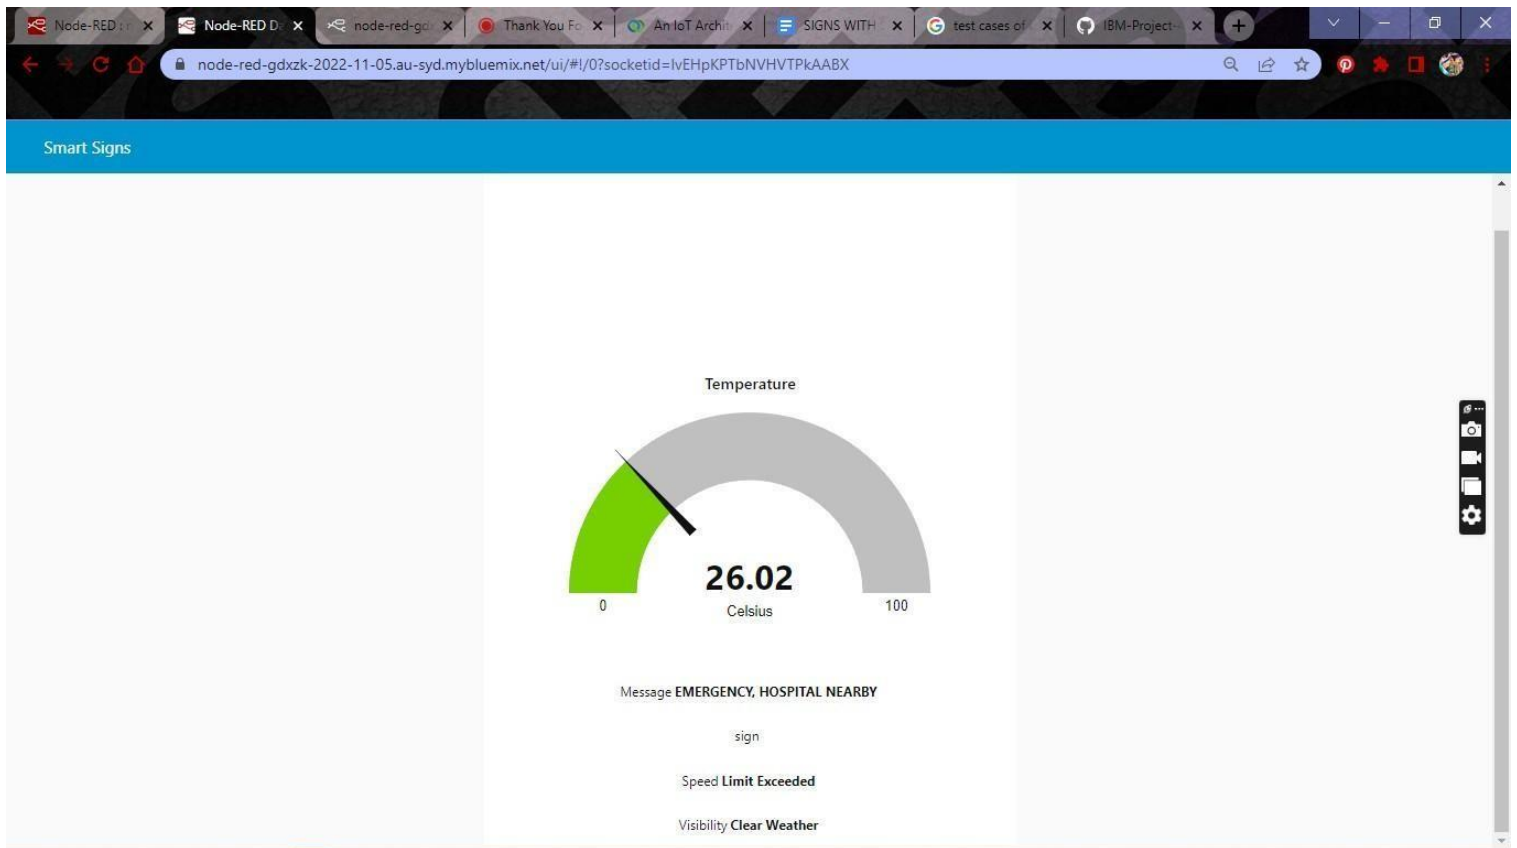 Node-RED : r
Node-RED D
node-red-gd
Thank You Fo
An IoT Archit
SIGNS WITH
test cases of
IBM-Project-
node-red-gdxzk-2022-11-05.au-syd.mybluemix.net/ui/#!/0?socketid=IvEHpKPTbNVHVTPkAABX
Smart Signs
Temperature
26.02
0
Celsius
100
Message EMERGENCY, HOSPITAL NEARBY
sign
Speed Limit Exceeded
Visibility Clear Weather